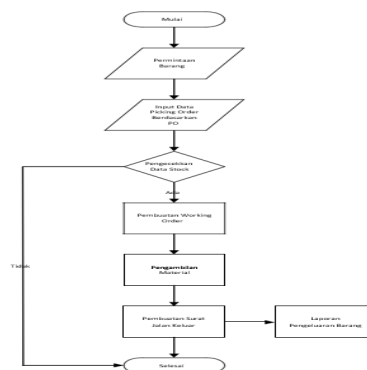 Mulai
Permintaan
Barang
Input Data
Picking Order
Berdasarkan
PO
Pengecekan
Data Stock
Ada
Pembuatan Working
Order
Tidak
Pengambilan
Material
Pembuatan Surat
Jalan Keluar
Laporan
Pengeluaran Barang
Selesai